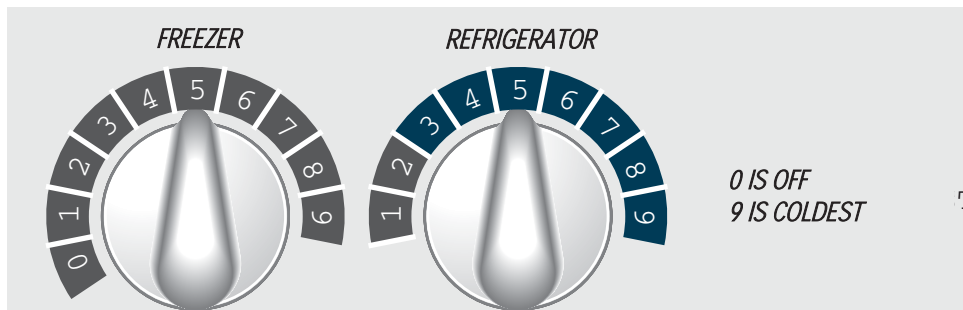 FREEZER
0 1 2 3 4 5 6 7 8 9
REFRIGERATOR
1 2 3 4 5 6 7 8 9
0 IS OFF
9 IS COLDEST